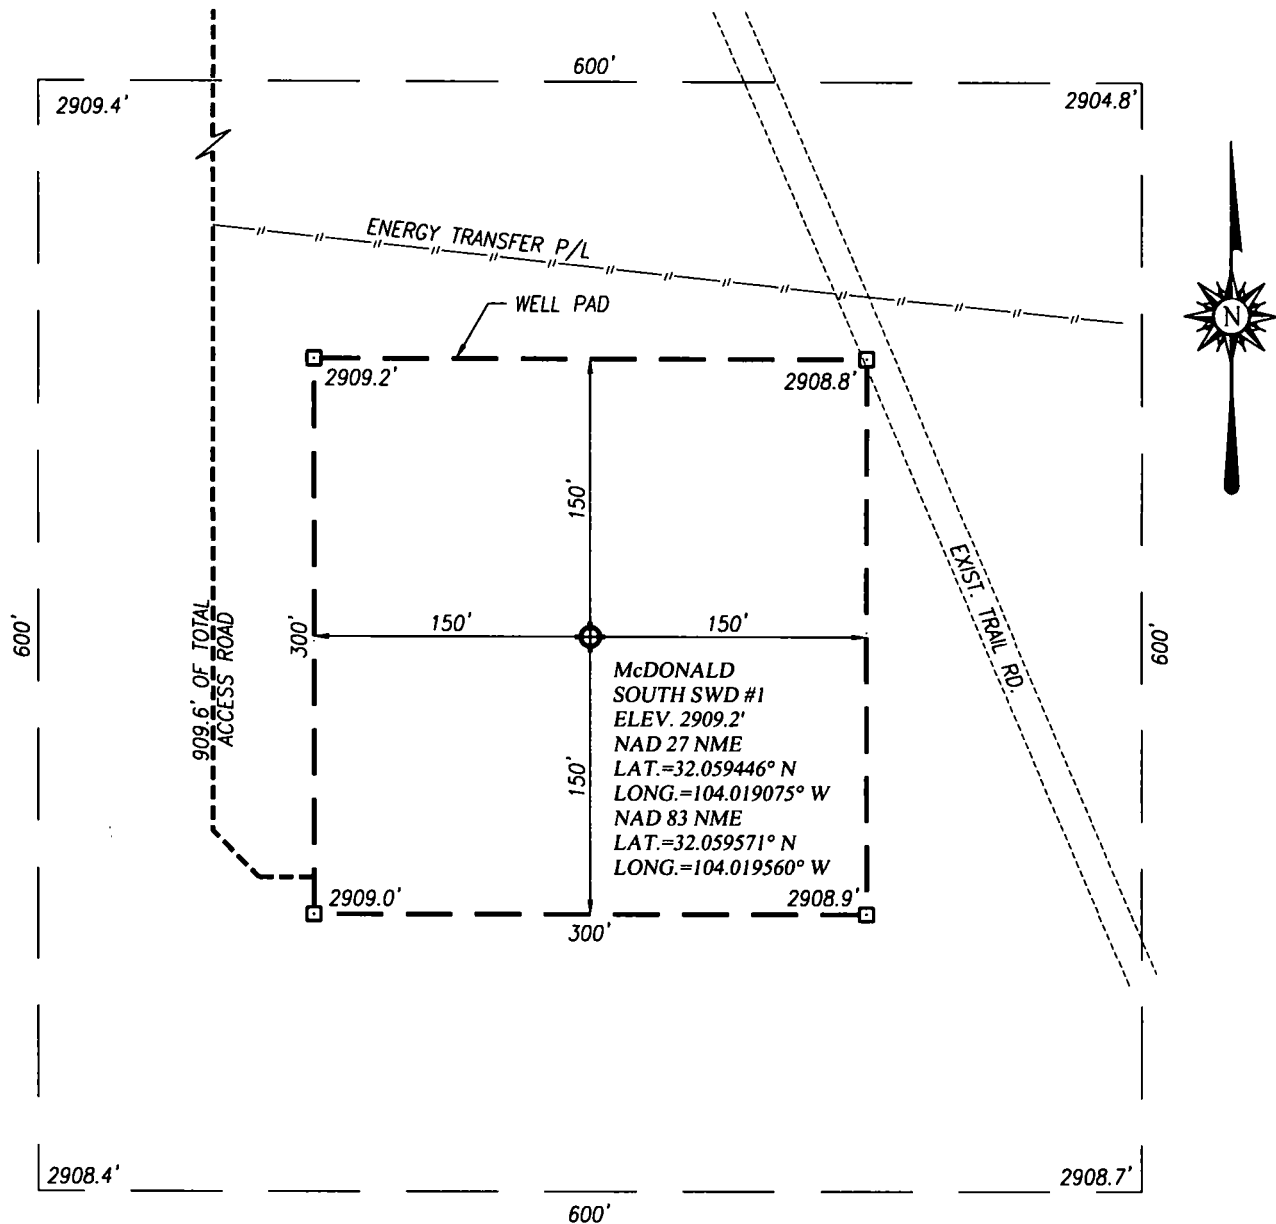 600'
2909.4'
2904.8'
ENERGY TRANSFER P/L
WELL PAD
N
2909.2'
2908.8'
150'
EXIST. TRAIL RD.
909.6' OF TOTAL
ACCESS ROAD
600'
300'
150'
150'
600'
McDONALD
SOUTH SWD #1
ELEV. 2909.2'
NAD 27 NME
LAT.=32.059446° N
LONG.=104.019075° W
NAD 83 NME
LAT.=32.059571° N
LONG.=104.019560° W
150'
2909.0'
2908.9'
300'
2908.4'
2908.7'
600'